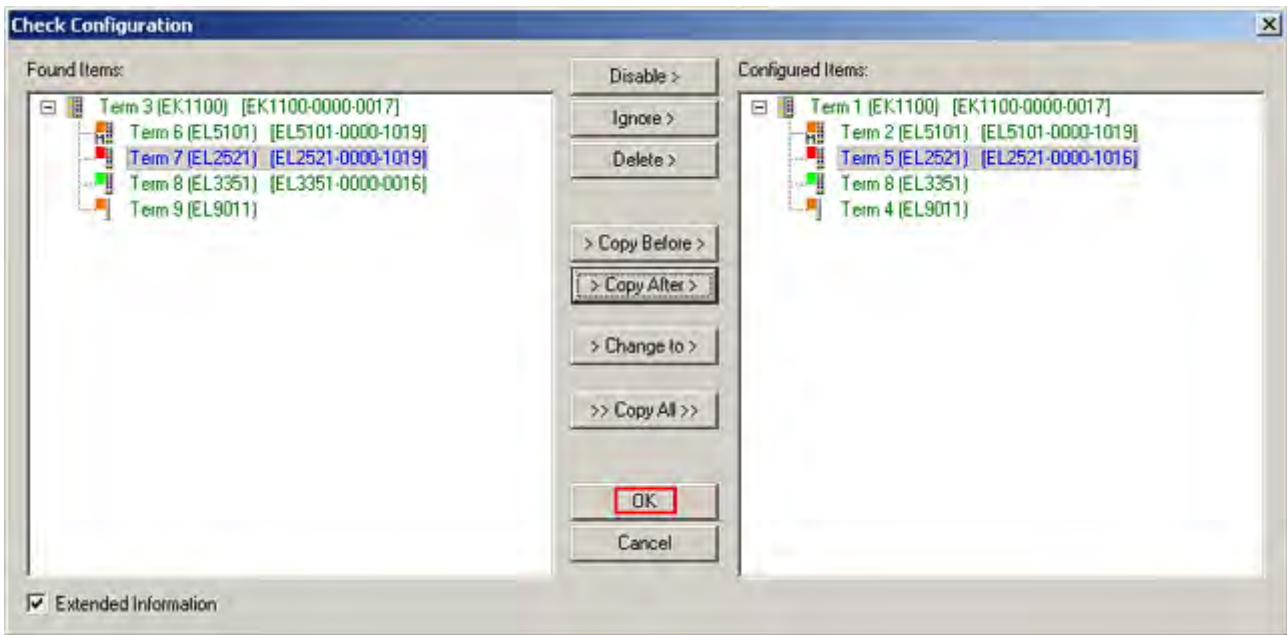 Check Configuration
Found Items:
Term 3 (EK1100) [EK1100-0000-0017]
Term 6 (EL5101) [EL5101-0000-1019]
Term 7 (EL2521) [EL2521-0000-1019]
Term 8 (EL3351) [EL3351-0000-0016]
Term 9 (EL9011)
Disable >
Ignore >
Delete >
> Copy Before >
> Copy After >
> Change to >
>> Copy All >>
OK
Cancel
Configured Items:
Term 1 (EK1100) [EK1100-0000-0017]
Term 2 (EL5101) [EL5101-0000-1019]
Term 5 (EL2521) [EL2521-0000-1016]
Term 8 (EL3351)
Term 4 (EL9011)
Extended Information